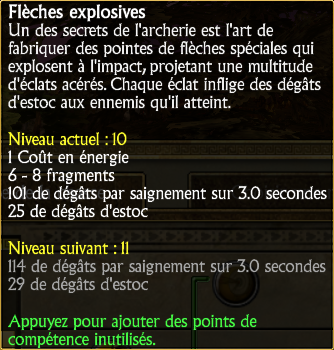 Flèches explosives
Un des secrets de l'archerie est l'art de
fabriquer des pointes de flèches spéciales qui
explosent à l'impact, projetant une multitude
d'éclats acérés. Chaque éclat inflige des dégâts
d'estoc aux ennemis qu'il atteint.
Niveau actuel : 10
1 Coût en énergie
6 - 8 fragments
101 de dégâts par saignement sur 3.0 secondes
25 de dégâts d'estoc
Niveau suivant : 11
114 de dégâts par saignement sur 3.0 secondes
29 de dégâts d'estoc
Appuyez pour ajouter des points de
compétence inutilisés.